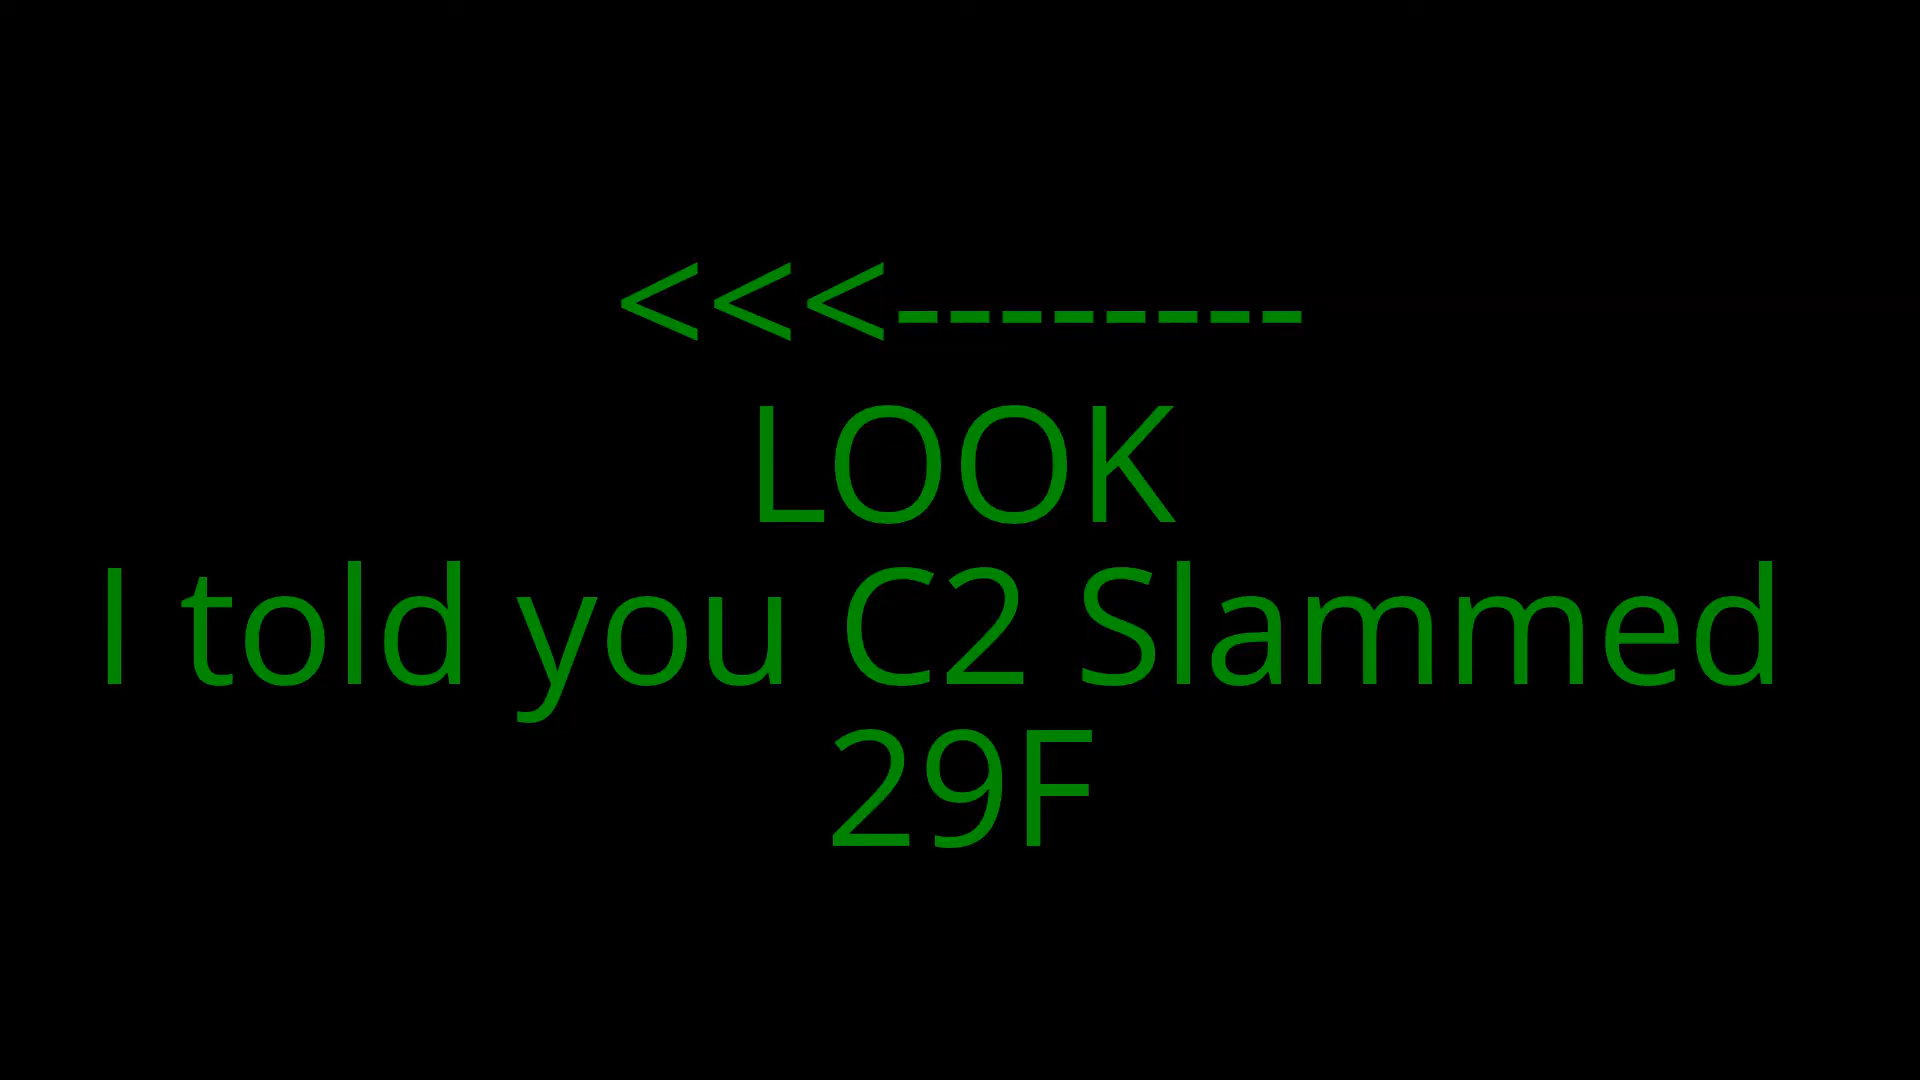 <<<--------
LOOK
I told you C2 Slammed
29F